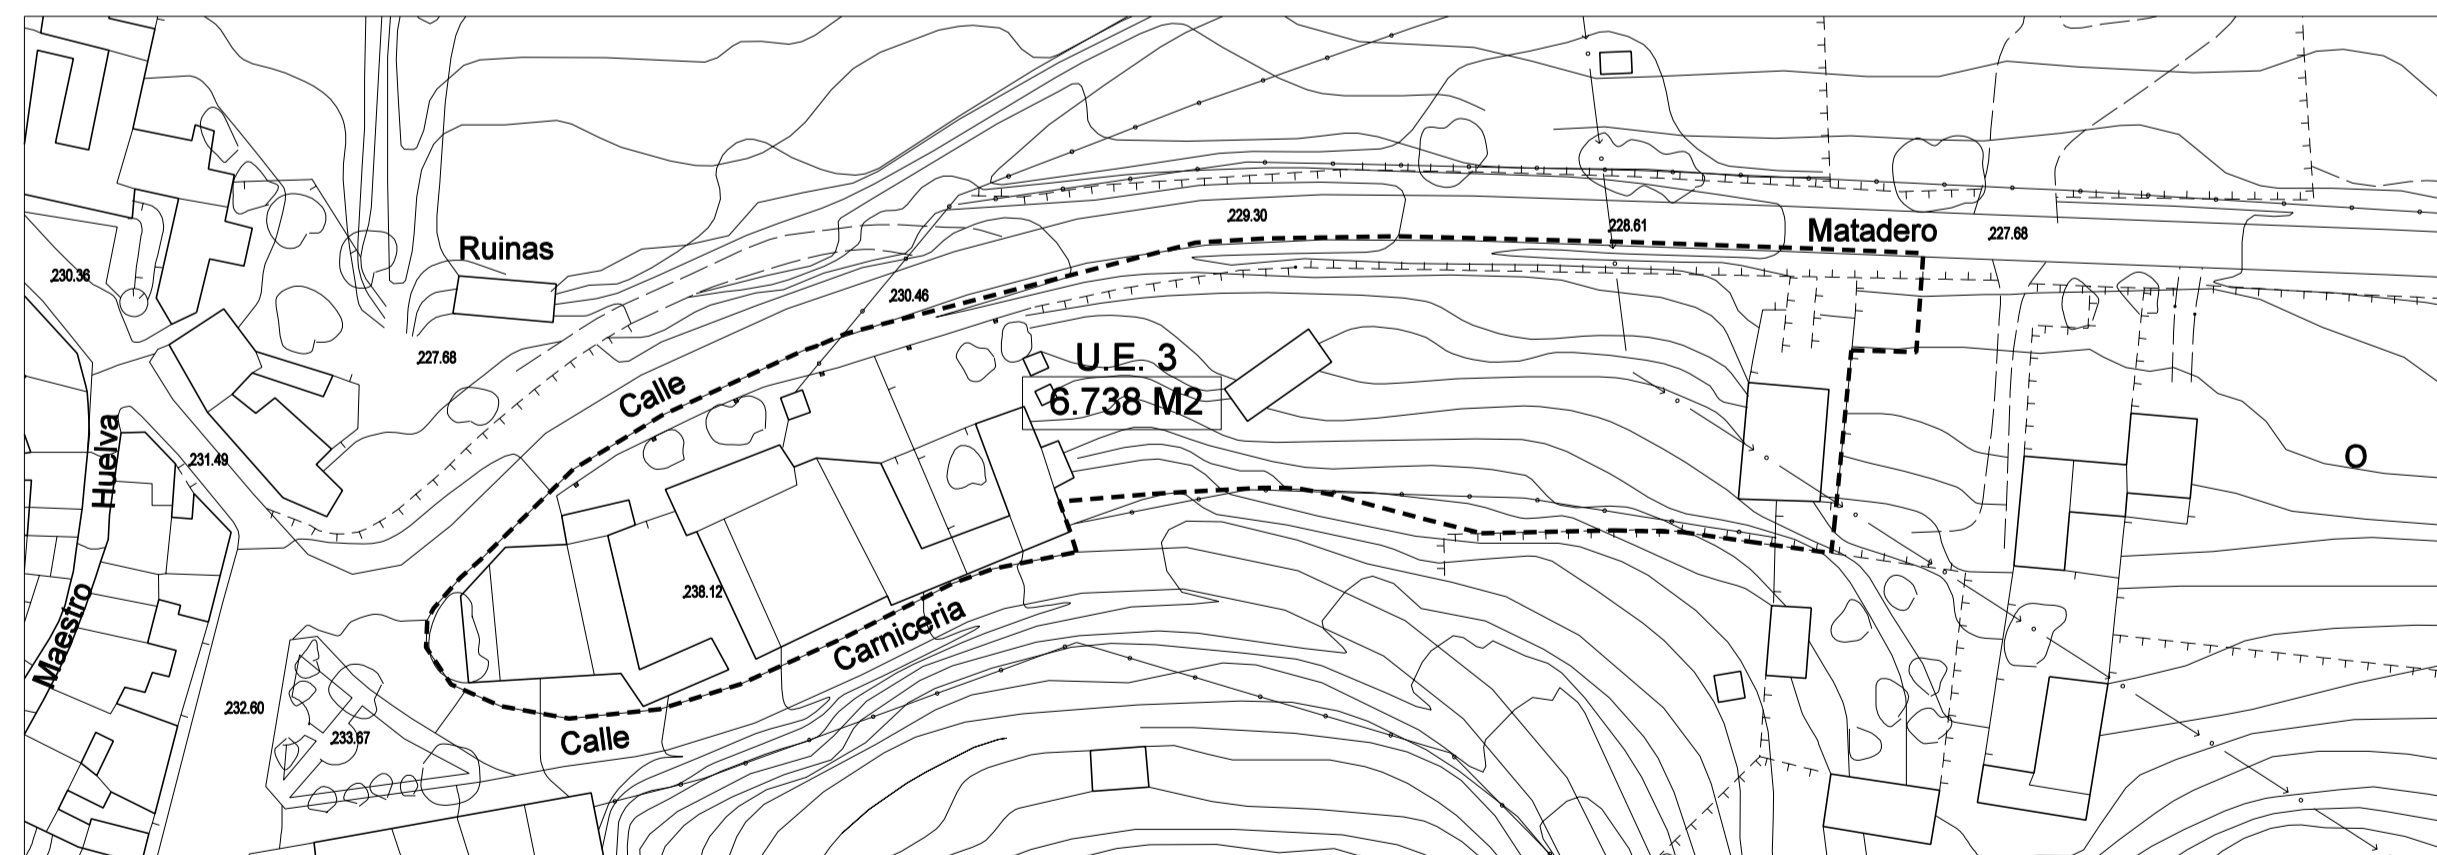 229.30
228.61
Matadero
227.68
Ruinas
230.36
230.46
227.68
U.E. 3
6.738 M2
Calle
Huelva
231.49
O
238.12
Maestro
Carniceria
232.60
233.67
Calle